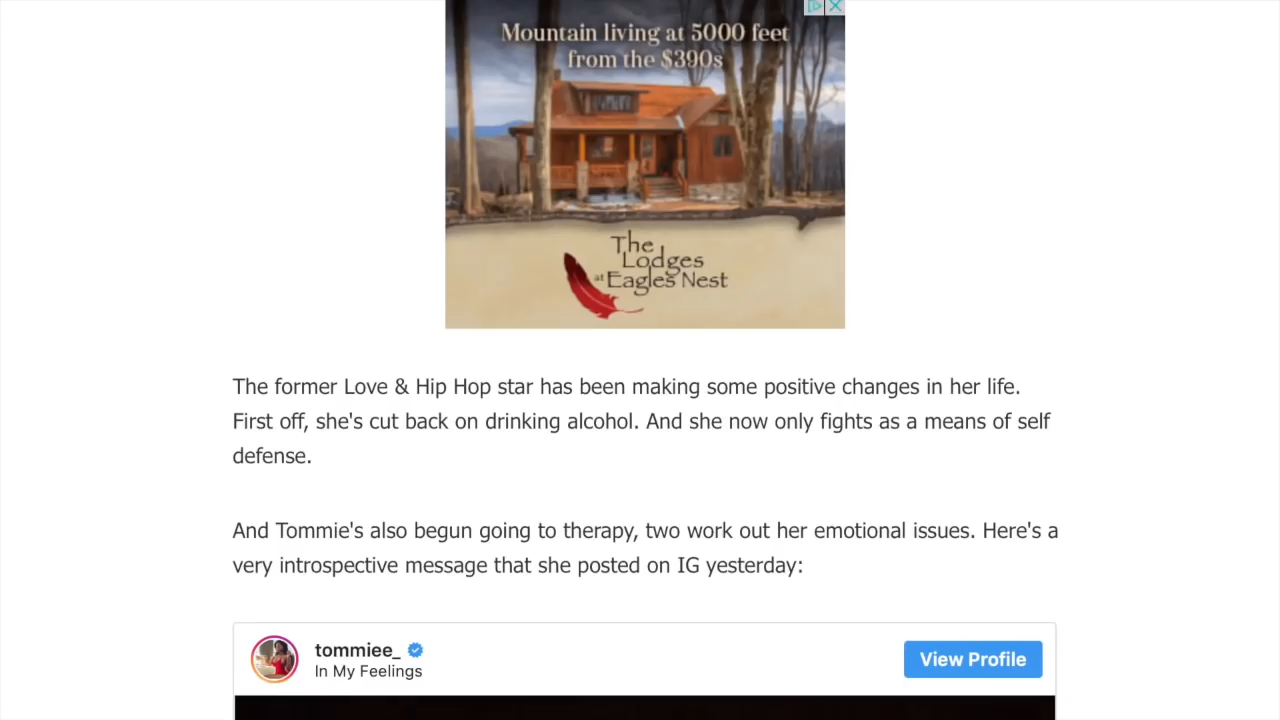 Mountain living at 5000 feet
from the $390s
The
Lodges
at Eagles Nest
The former Love & Hip Hop star has been making some positive changes in her life.
First off, she's cut back on drinking alcohol. And she now only fights as a means of self
defense.
And Tommie's also begun going to therapy, two work out her emotional issues. Here's a
very introspective message that she posted on IG yesterday:
tommiee_
In My Feelings
View Profile